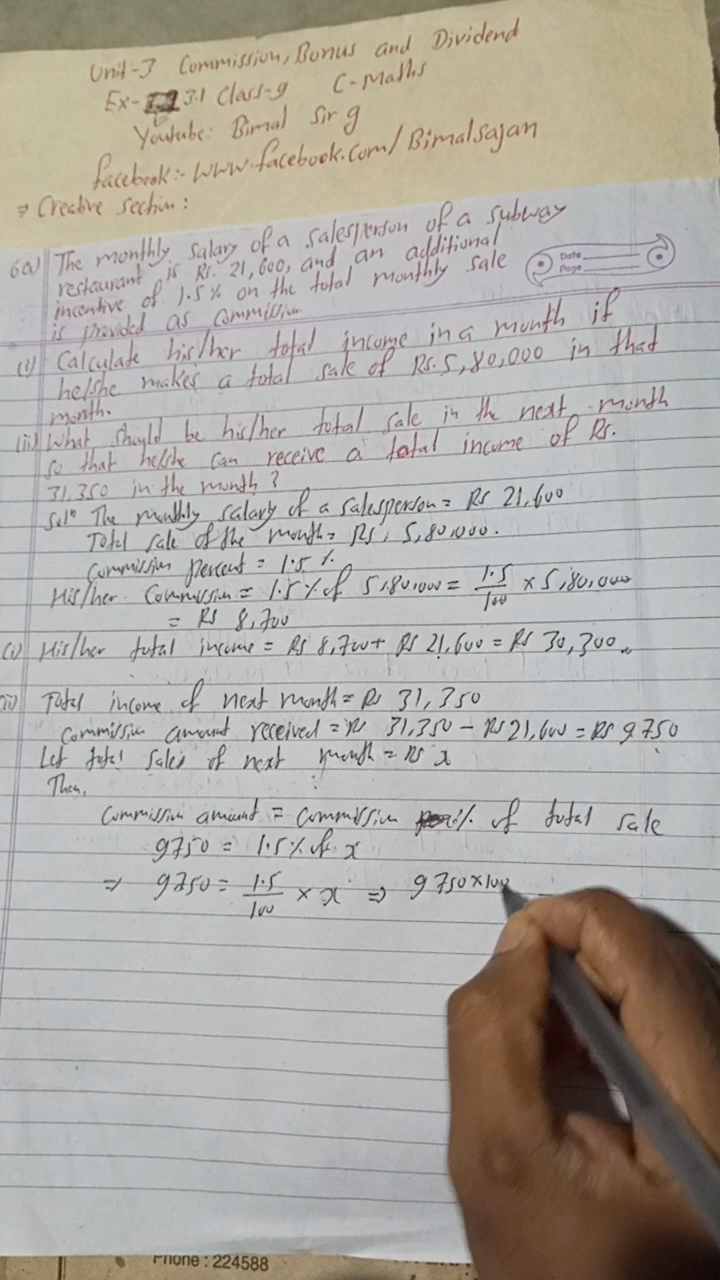 Unit-3 Commission, Bonus and Dividend
Ex- 3.1 Class-9 C-Maths
Youtube: Bimal Sir g
facebook:- www.facebook.com/Bimalsajan
⇒ Creative section:
6a) The monthly salary of a salesperson of a subway
restaurant is Rs. 21,600, and an additional
incentive of 1.5% on the total monthly sale
is provided as commission
Date
Page
(i) Calculate his/her total income in a month if
he/she makes a total sale of Rs. 5,80,000 in that
month.
(ii) What should be his/her total sale in the next month
so that he/she can receive a total income of Rs.
31,350 in the month?
Solⁿ The monthly salary of a salesperson = Rs 21,600
Total sale of the month = Rs, 5,80,000.
Commission percent = 1.5%
His/her Commission = 1.5% of 5,80,000 = 1.5/100 × 5,80,000
= Rs 8,700
(i) His/her total income = Rs 8,700 + Rs 21,600 = Rs 30,300
(ii) Total income of next month = Rs 31,350
Commission amount received = Rs 31,350 - Rs 21,600 = Rs 9750
Let total sales of next month = Rs x
Then,
Commission amount = Commission % of total sale
9750 = 1.5% of x
⇒ 9750 = 1.5/100 × x ⇒ 9750×100
Phone : 224588